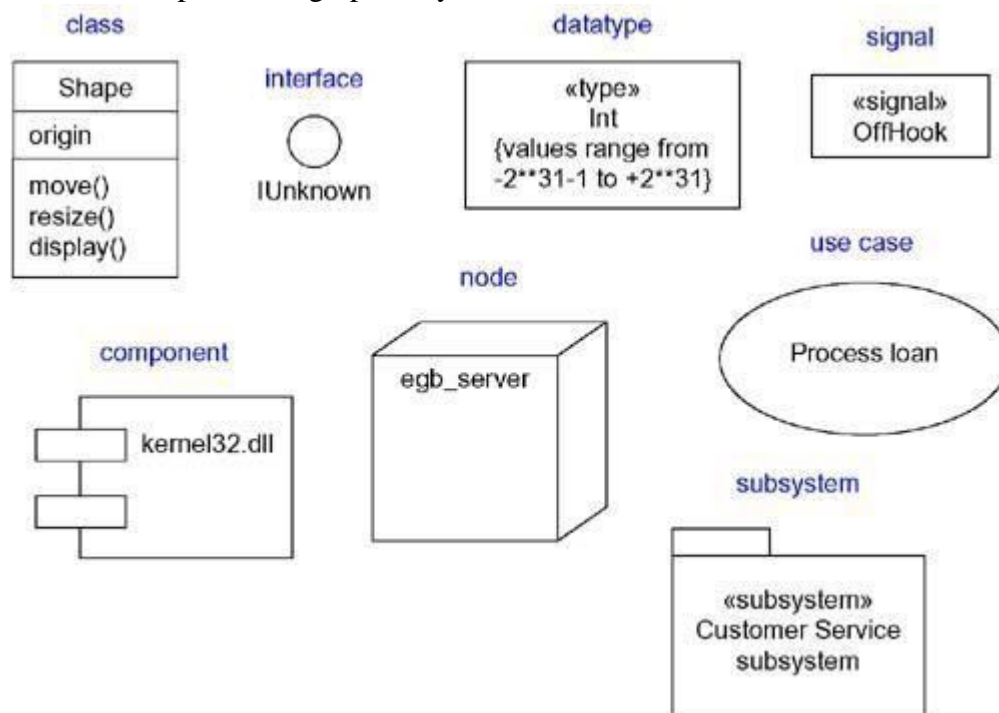 class
Shape
origin
move()
resize()
display()
interface
IUnknown
datatype
«type»
Int
{values range from
-2**31-1 to +2**31}
signal
«signal»
OffHook
component
kernel32.dll
node
egb_server
use case
Process loan
subsystem
«subsystem»
Customer Service
subsystem